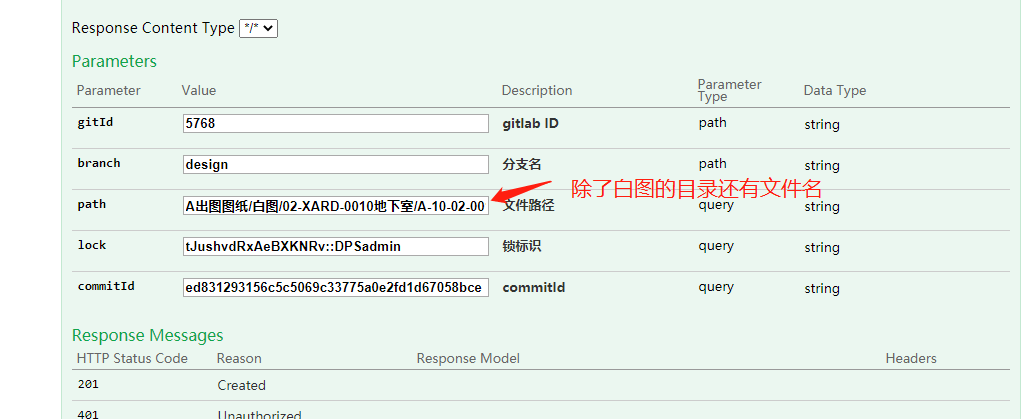 Response Content Type */*
Parameters
Parameter Value Description Parameter Type Data Type
gitId 5768 gitlab ID path string
branch design 分支名 path string
除了白图的目录还有文件名
path A出图图纸/白图/02-XARD-0010地下室/A-10-02-00 文件路径 query string
lock tJushvdRxAeBXKNRv::DPSadmin 锁标识 query string
commitId ed831293156c5c5069c33775a0e2fd1d67058bce commitId query string
Response Messages
HTTP Status Code Reason Response Model Headers
201 Created
401 Unauthorized